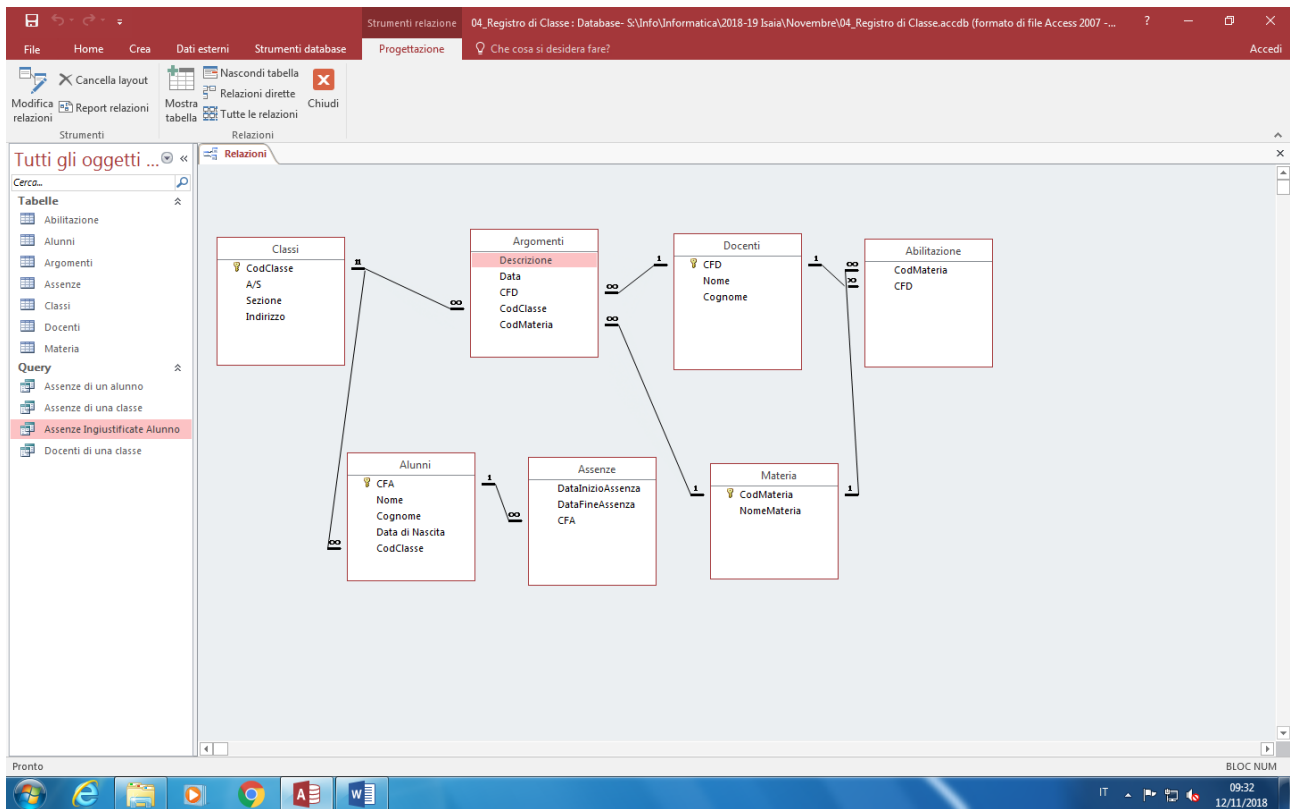 Strumenti relazione
04_Registro di Classe : Database- S:\Info\Informatica\2018-19 Isaia\Novembre\04_Registro di Classe.accdb (formato di file Access 2007 -...
File Home Crea Dati esterni Strumenti database Progettazione Che cosa si desidera fare? Accedi
Modifica relazioni
Cancella layout
Report relazioni
Strumenti
Mostra tabella
Nascondi tabella
Relazioni dirette
Tutte le relazioni
Chiudi
Relazioni
Tutti gli oggetti ...
Cerca...
Tabelle
Abilitazione
Alunni
Argomenti
Assenze
Classi
Docenti
Materia
Query
Assenze di un alunno
Assenze di una classe
Assenze Ingiustificate Alunno
Docenti di una classe
Relazioni
Classi
CodClasse
A/S
Sezione
Indirizzo
Argomenti
Descrizione
Data
CFD
CodClasse
CodMateria
Docenti
CFD
Nome
Cognome
Abilitazione
CodMateria
CFD
Alunni
CFA
Nome
Cognome
Data di Nascita
CodClasse
Assenze
DataInizioAssenza
DataFineAssenza
CFA
Materia
CodMateria
NomeMateria
1
∞
∞
1
∞
1
1
∞
1
∞
1
∞
Pronto
BLOC NUM
IT
09:32
12/11/2018